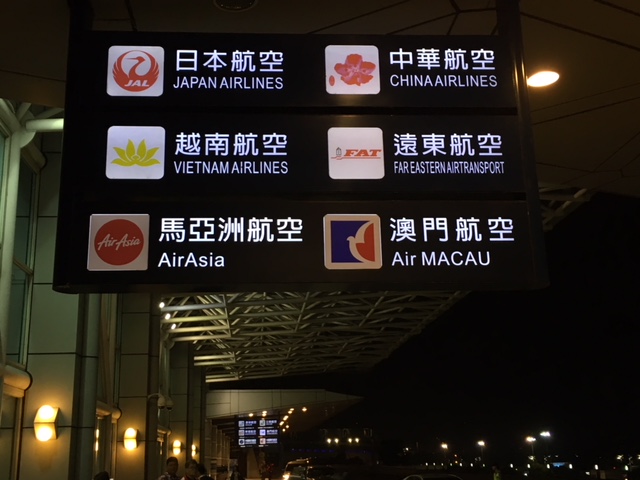 日本航空
JAPAN AIRLINES
JAL
中華航空
CHINA AIRLINES
越南航空
VIETNAM AIRLINES
FAT
遠東航空
FAR EASTERN AIRTRANSPORT
AirAsia
馬亞洲航空
AirAsia
澳門航空
Air MACAU